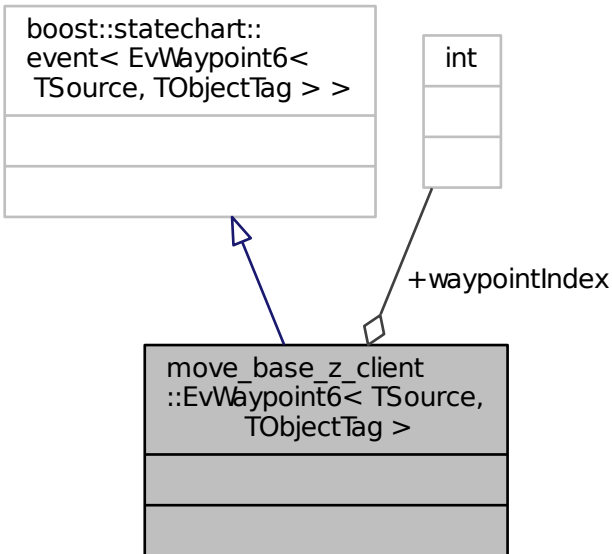 boost::statechart::
event< EvWaypoint6<
TSource, TObjectTag > >
int
+waypointIndex
move_base_z_client
::EvWaypoint6< TSource,
TObjectTag >